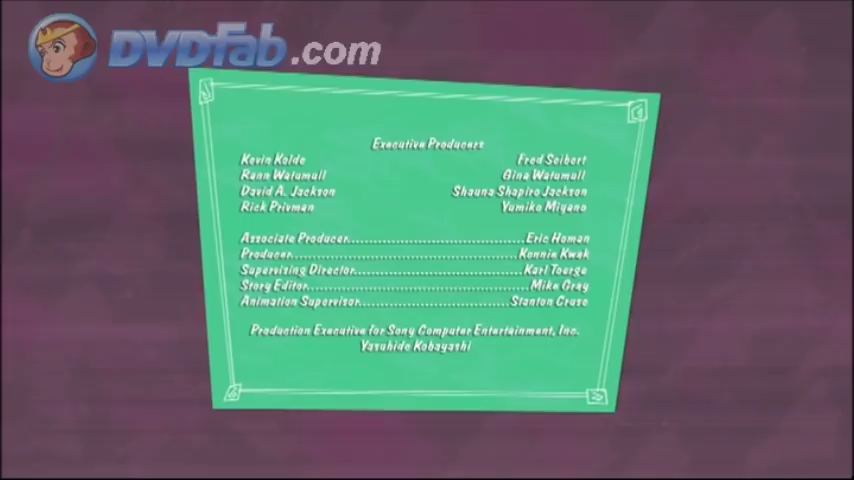 DVDFab.com
Executive Producers
Kevin Kolde Fred Seibert
Rann Watumull Gina Watumull
David A. Jackson Shauna Shapiro Jackson
Rick Privman Yumiko Miyano
Associate Producer..................................Eric Homan
Producer............................................Konnie Kwak
Supervising Director.................................Karl Toerge
Story Editor...........................................Mike Gray
Animation Supervisor.............................Stanton Cruse
Production Executive for Sony Computer Entertainment, Inc.
Yasuhide Kobayashi